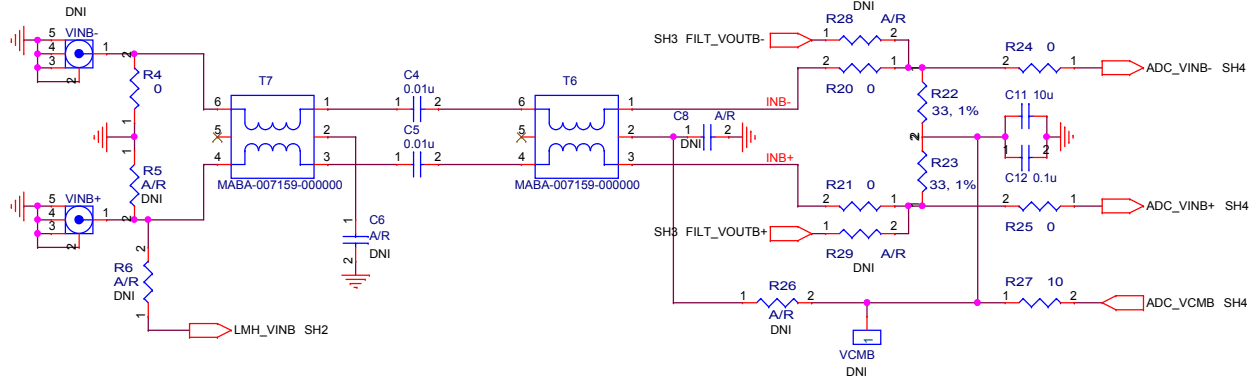 DNI
VINB-
5
4
3
2
1
2
R4
0
1
1
R5
A/R
DNI
2
VINB+
5
4
3
2
1
2
R6
A/R
DNI
1
LMH_VINB SH2
T7
6
5
4
1
2
3
MABA-007159-000000
1
C6
A/R
DNI
2
C4
0.01u
1
2
C5
0.01u
1
2
T6
6
5
4
1
2
3
MABA-007159-000000
C8
A/R
1
2
DNI
INB-
INB+
DNI
R28 A/R
SH3 FILT_VOUTB-
1
2
2
1
R20 0
R24 0
2
1
ADC_VINB- SH4
1
R22
33, 1%
2
R23
33, 1%
1
C11 10u
1
2
C12 0.1u
R21 0
2
1
SH3 FILT_VOUTB+
1
2
R29 A/R
DNI
2
1
R25 0
ADC_VINB+ SH4
R26
1
2
A/R
DNI
R27 10
1
2
ADC_VCMB SH4
1
VCMB
DNI